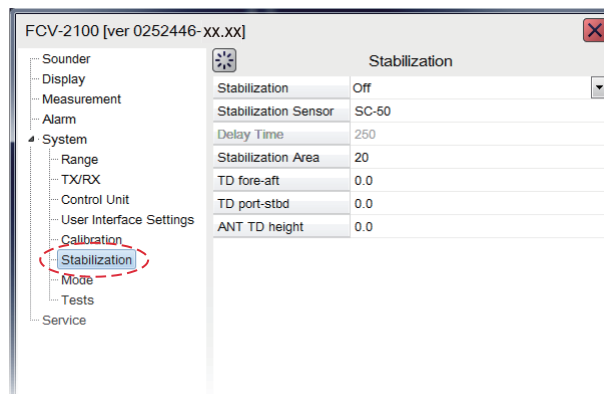 FCV-2100 [ver 0252446-xx.xx]
Sounder
Display
Measurement
Alarm
System
Range
TX/RX
Control Unit
User Interface Settings
Calibration
Stabilization
Mode
Tests
Service
Stabilization
Stabilization Off
Stabilization Sensor SC-50
Delay Time 250
Stabilization Area 20
TD fore-aft 0.0
TD port-stbd 0.0
ANT TD height 0.0